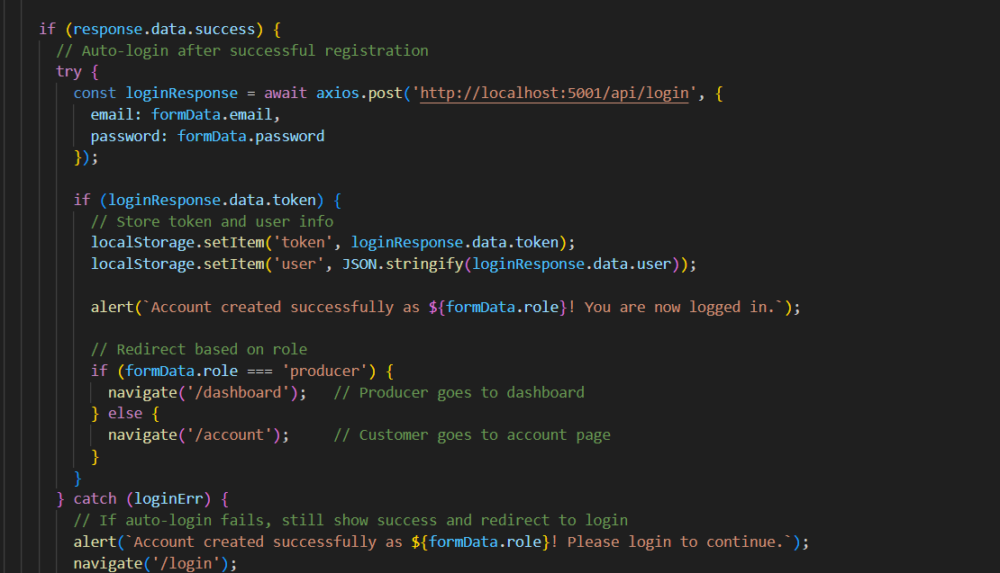 if (response.data.success) {
// Auto-login after successful registration
try {
const loginResponse = await axios.post('http://localhost:5001/api/login', {
email: formData.email,
password: formData.password
});
if (loginResponse.data.token) {
// Store token and user info
localStorage.setItem('token', loginResponse.data.token);
localStorage.setItem('user', JSON.stringify(loginResponse.data.user));
alert(`Account created successfully as ${formData.role}! You are now logged in.`);
// Redirect based on role
if (formData.role === 'producer') {
navigate('/dashboard');   // Producer goes to dashboard
} else {
navigate('/account');     // Customer goes to account page
}
}
} catch (loginErr) {
// If auto-login fails, still show success and redirect to login
alert(`Account created successfully as ${formData.role}! Please login to continue.`);
navigate('/login');